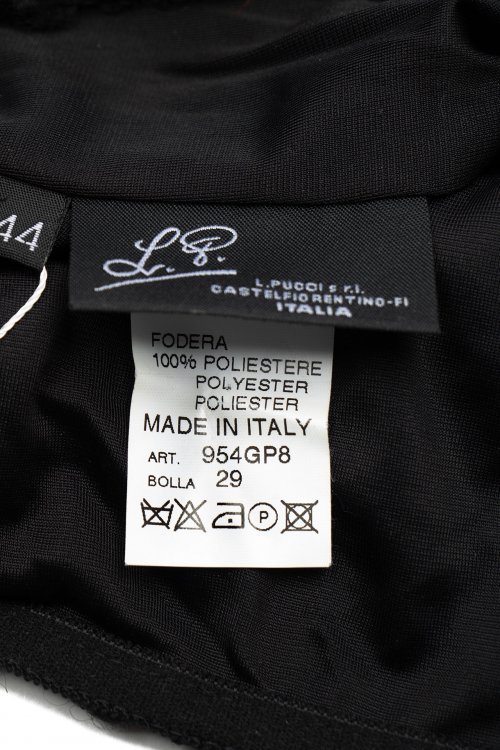 44
L.P.
L. PUCCI s.r.l.
CASTELFIORENTINO-FI
ITALIA
FODERA
100% POLIESTERE
POLYESTER
POLIESTER
MADE IN ITALY
ART. 954GP8
BOLLA 29
P